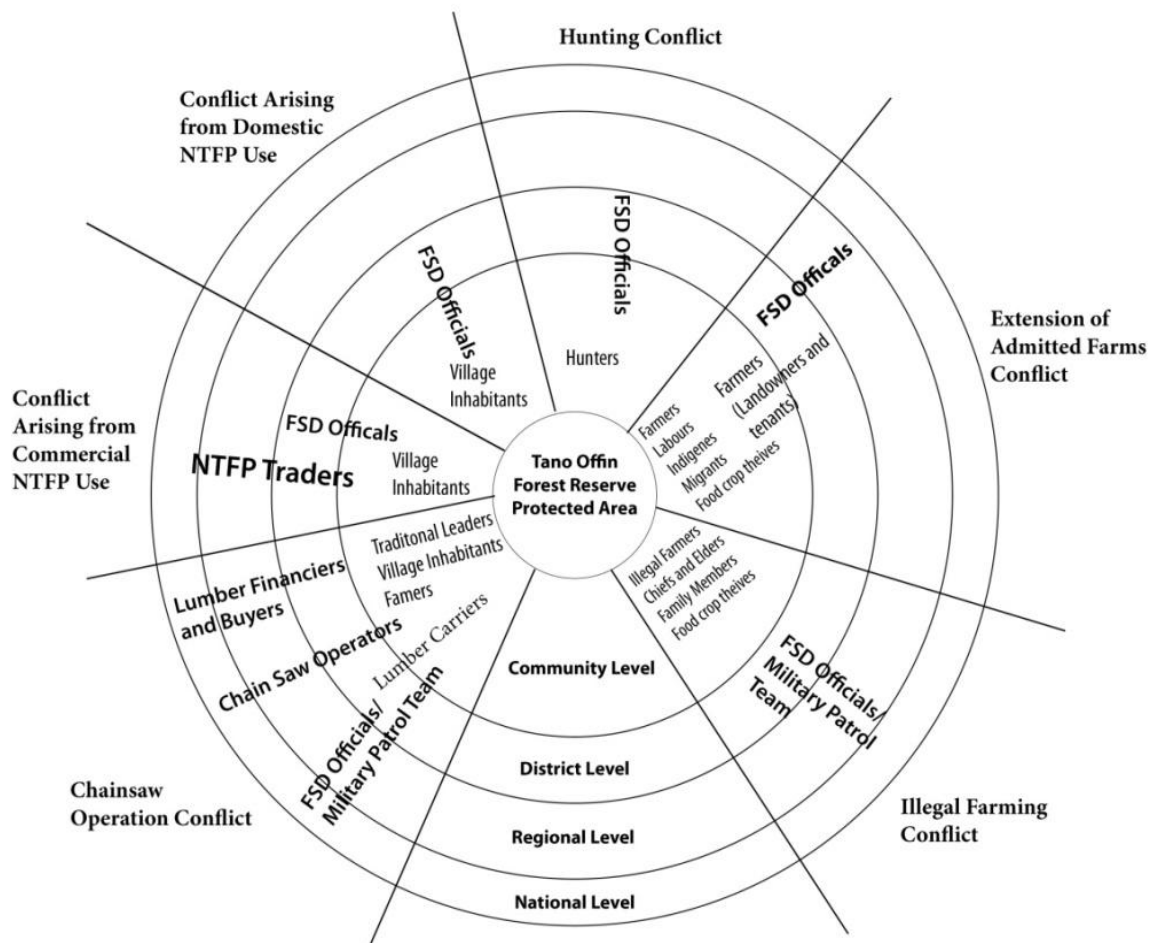 Hunting Conflict
Conflict Arising
from Domestic
NTFP Use
FSD Officials
Village
Inhabitants
FSD Officials
Hunters
FSD Officals
Farmers
(Landowners and
tenants)
Farmers
Labours
Indigenes
Migrants
Food crop theives
Extension of
Admitted Farms
Conflict
Conflict
Arising from
Commercial
NTFP Use
FSD Officals
NTFP Traders
Village
Inhabitants
Tano Offin
Forest Reserve
Protected Area
Traditonal Leaders
Village Inhabitants
Famers
Lumber Carriers
Lumber Financiers
and Buyers
Chain Saw Operators
FSD Officials/
Military Patrol Team
Chainsaw
Operation Conflict
Illegal Farmers
Chiefs and Elders
Family Members
Food crop theives
FSD Officials/
Military Patrol
Team
Illegal Farming
Conflict
Community Level
District Level
Regional Level
National Level